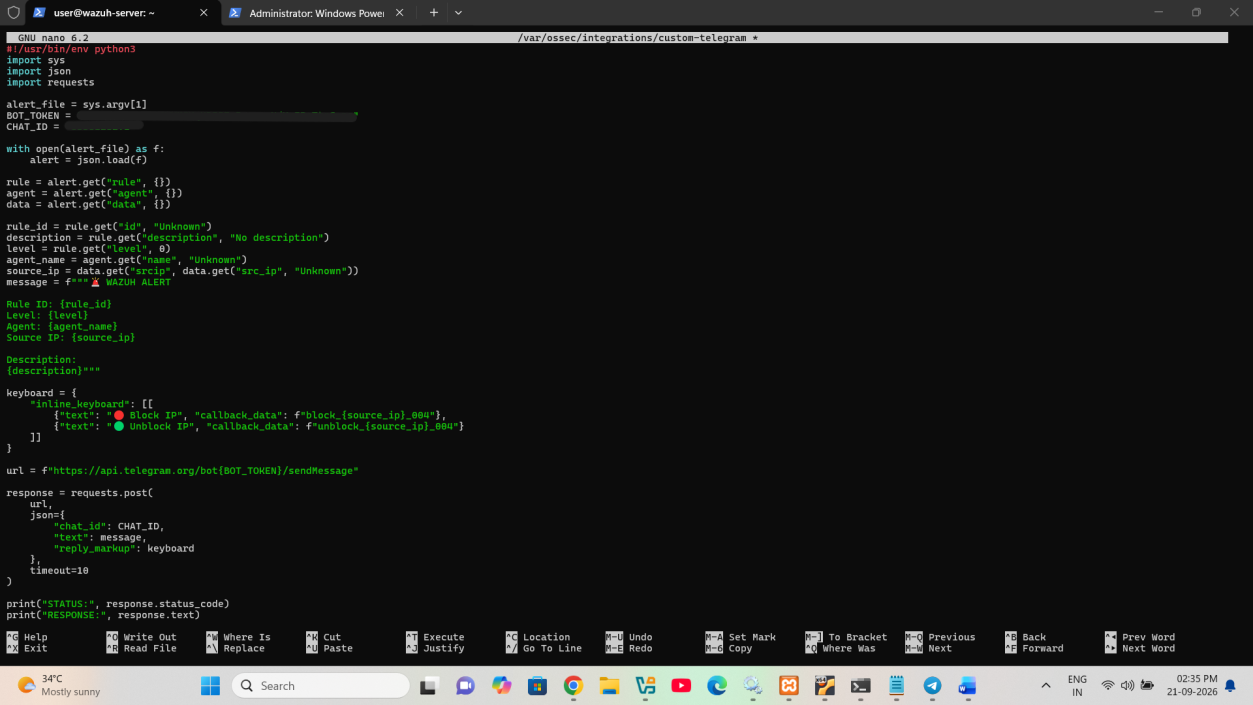 user@wazuh-server: ~
Administrator: Windows Power
GNU nano 6.2
/var/ossec/integrations/custom-telegram *
#!/usr/bin/env python3
import sys
import json
import requests
alert_file = sys.argv[1]
BOT_TOKEN =
CHAT_ID =
with open(alert_file) as f:
alert = json.load(f)
rule = alert.get("rule", {})
agent = alert.get("agent", {})
data = alert.get("data", {})
rule_id = rule.get("id", "Unknown")
description = rule.get("description", "No description")
level = rule.get("level", 0)
agent_name = agent.get("name", "Unknown")
source_ip = data.get("srcip", data.get("src_ip", "Unknown"))
message = f"""🚨 WAZUH ALERT
Rule ID: {rule_id}
Level: {level}
Agent: {agent_name}
Source IP: {source_ip}
Description:
{description}"""
keyboard = {
"inline_keyboard": [[
{"text": "🔴 Block IP", "callback_data": f"block_{source_ip}_004"},
{"text": "🟢 Unblock IP", "callback_data": f"unblock_{source_ip}_004"}
]]
}
url = f"https://api.telegram.org/bot{BOT_TOKEN}/sendMessage"
response = requests.post(
url,
json={
"chat_id": CHAT_ID,
"text": message,
"reply_markup": keyboard
},
timeout=10
)
print("STATUS:", response.status_code)
print("RESPONSE:", response.text)
^G Help ^O Write Out ^W Where Is ^K Cut ^T Execute ^C Location M-U Undo M-A Set Mark M-] To Bracket M-Q Previous ^B Back ^◂ Prev Word
^X Exit ^R Read File ^\ Replace ^U Paste ^J Justify ^/ Go To Line M-E Redo M-6 Copy ^Q Where Was M-W Next ^F Forward ^▸ Next Word
34°C
Mostly sunny
Search
ENG
IN
02:35 PM
21-09-2026